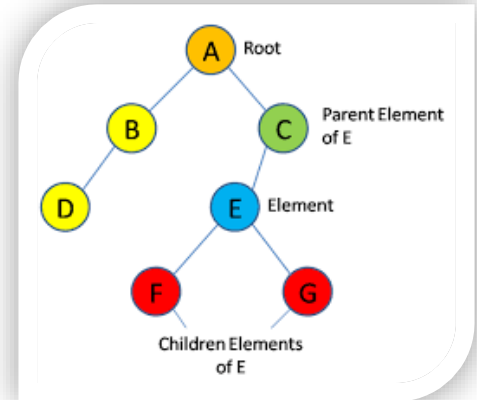 A Root
B
C
Parent Element
of E
D
E Element
F
G
Children Elements
of E